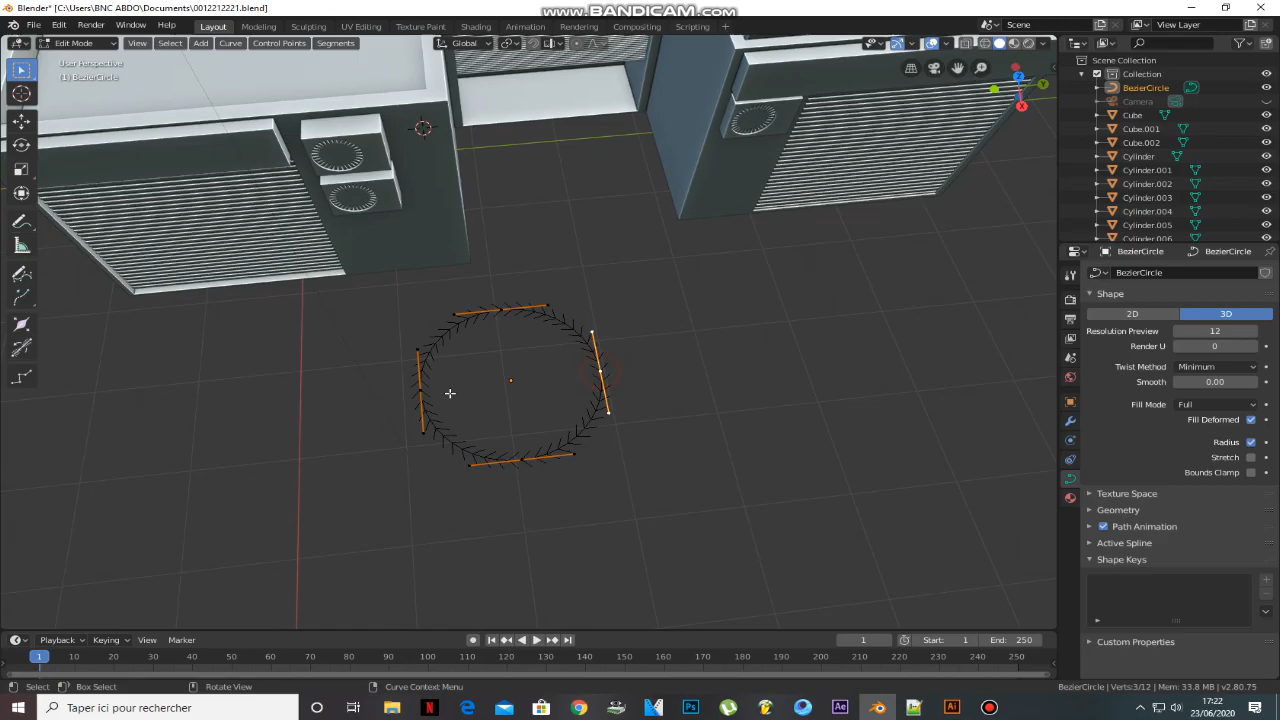 Blender* [C:\Users\BNC ABDO\Documents\0012212221.blend]
www.BANDICAM.com
File Edit Render Window Help
Layout Modeling Sculpting UV Editing Texture Paint Shading Animation Rendering Compositing Scripting
Scene
View Layer
Edit Mode View Select Add Curve Control Points Segments
Global
User Perspective
(1) BezierCircle
Scene Collection
Collection
BezierCircle
Camera
Cube
Cube.001
Cube.002
Cylinder
Cylinder.001
Cylinder.002
Cylinder.003
Cylinder.004
Cylinder.005
Cylinder.006
BezierCircle BezierCircle
BezierCircle
Shape
2D 3D
Resolution Preview 12
Render U 0
Twist Method Minimum
Smooth 0.00
Fill Mode Full
Fill Deformed
Radius
Stretch
Bounds Clamp
Texture Space
Geometry
Path Animation
Active Spline
Shape Keys
Custom Properties
X
Y
Z
Playback Keying View Marker
1 Start: 1 End: 250
1 10 20 30 40 50 60 70 80 90 100 110 120 130 140 150 160 170 180 190 200 210 220 230 240 250
Select Box Select Rotate View Curve Context Menu
BezierCircle | Verts:3/12 | Mem: 33.8 MB | v2.80.75
Taper ici pour rechercher
N
Ps
Ae
Ai
17:22
23/06/2020